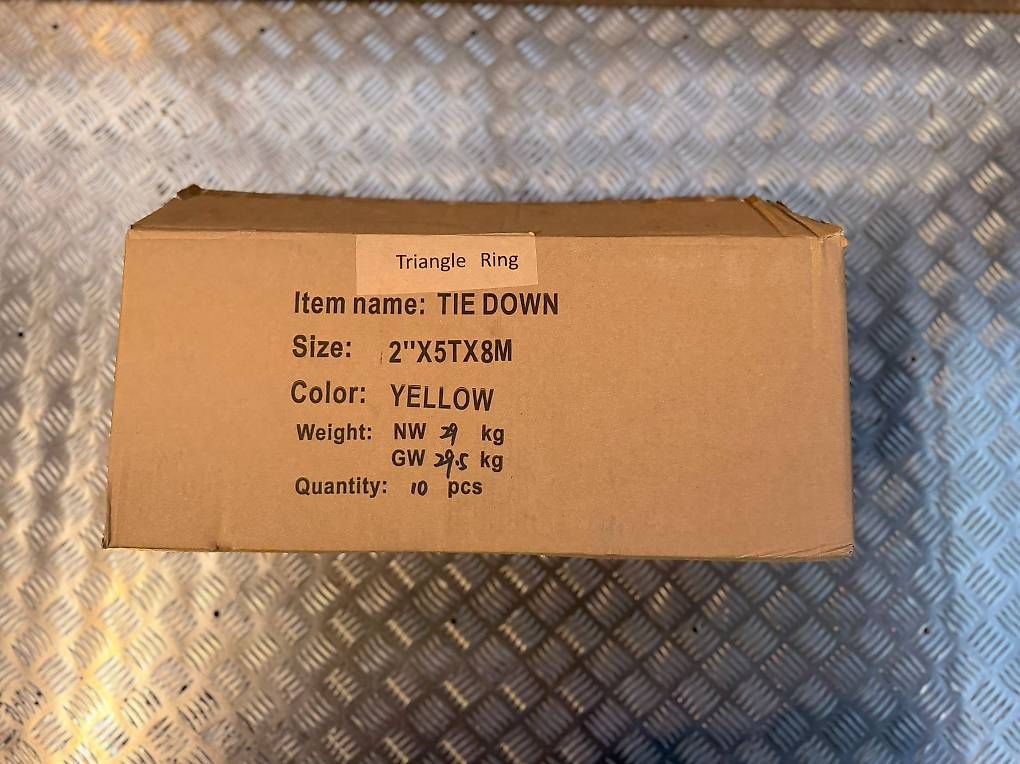 Triangle Ring
Item name: TIE DOWN
Size: 2"X5TX8M
Color: YELLOW
Weight: NW 29 kg
GW 29.5 kg
Quantity: 10 pcs